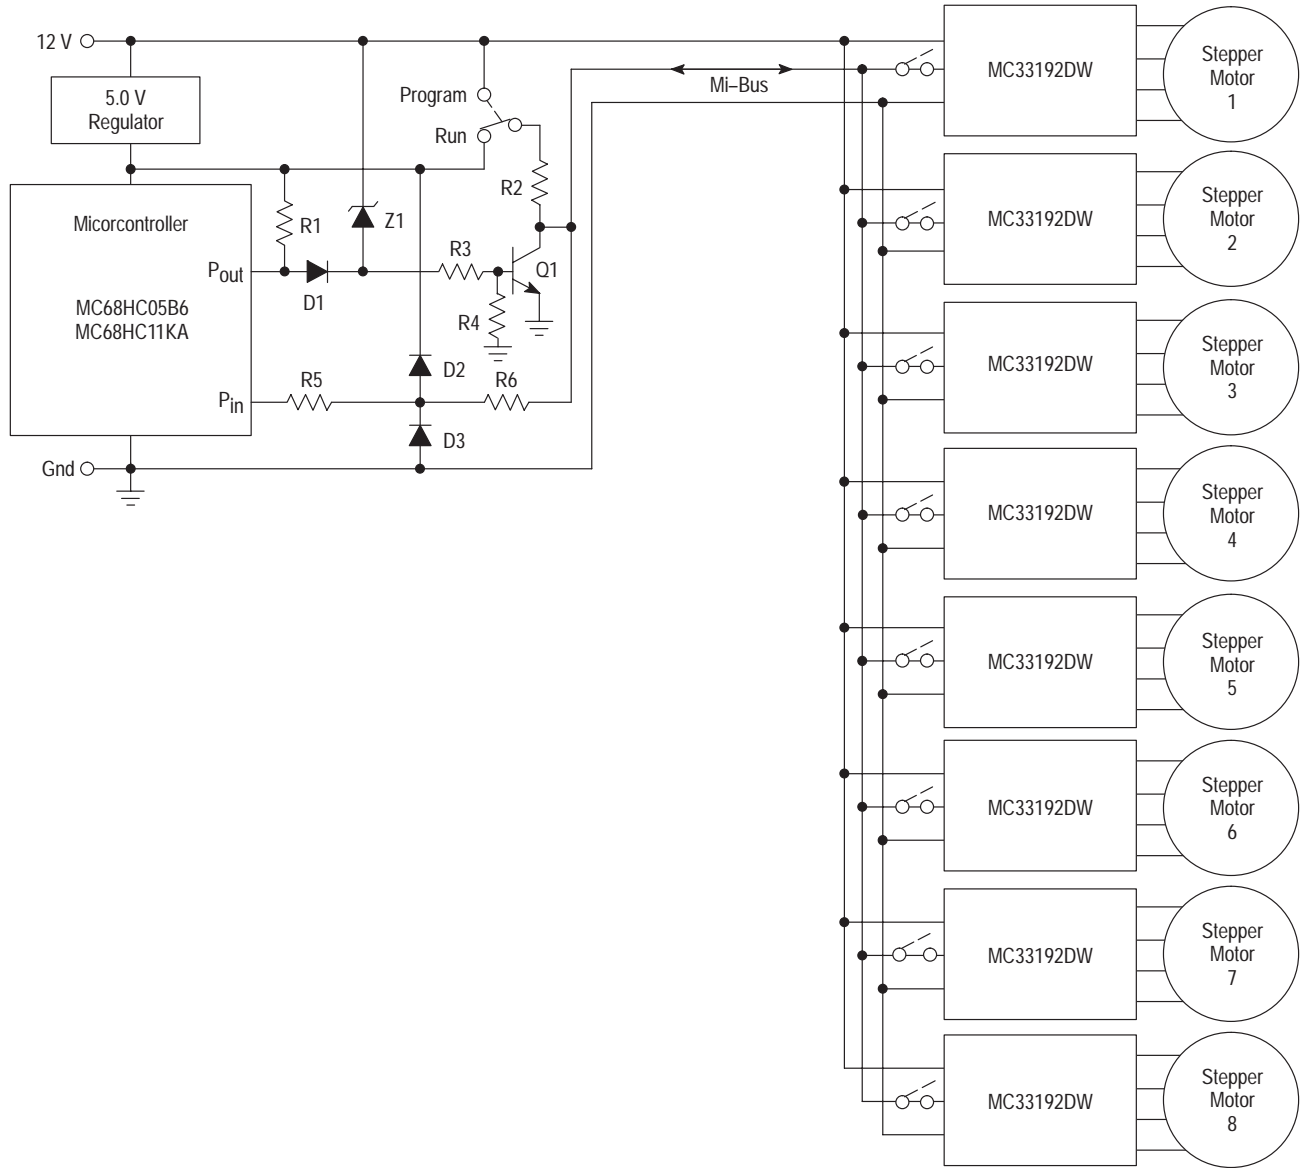 12 V
5.0 V
Regulator
Program
Run
Mi–Bus
R2
Micorcontroller
R1
Z1
Pout
D1
R3
Q1
R4
MC68HC05B6
MC68HC11KA
D2
R5
R6
Pin
D3
Gnd
MC33192DW
Stepper
Motor
1
MC33192DW
Stepper
Motor
2
MC33192DW
Stepper
Motor
3
MC33192DW
Stepper
Motor
4
MC33192DW
Stepper
Motor
5
MC33192DW
Stepper
Motor
6
MC33192DW
Stepper
Motor
7
MC33192DW
Stepper
Motor
8